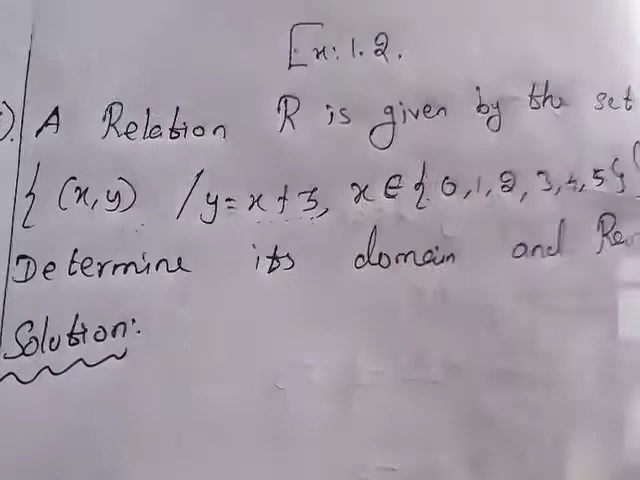 Ex: 1.2.
). A Relation R is given by the set
{ (x,y) / y = x + 3, x ∈ { 0, 1, 2, 3, 4, 5 }
Determine its domain and
Solution: